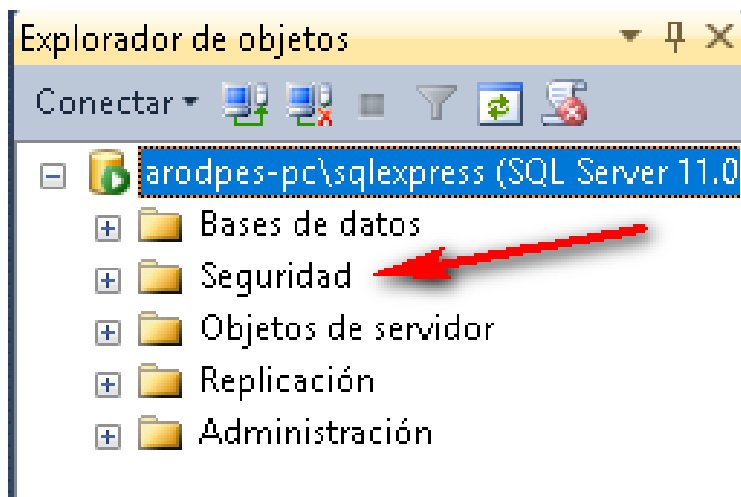 Explorador de objetos
Conectar
arodpes-pc\sqlexpress (SQL Server 11.0
Bases de datos
Seguridad
Objetos de servidor
Replicación
Administración